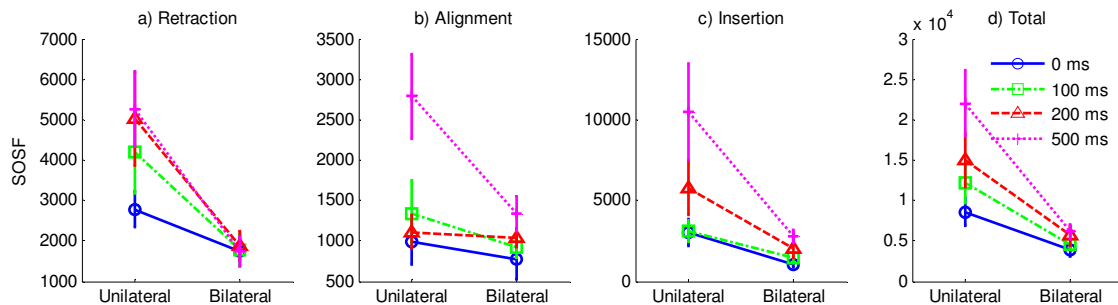 a) Retraction
b) Alignment
c) Insertion
d) Total
x 10^4
SOSF
7000
6000
5000
4000
3000
2000
1000
Unilateral Bilateral
3500
3000
2500
2000
1500
1000
500
Unilateral Bilateral
15000
10000
5000
0
Unilateral Bilateral
3
2.5
2
1.5
1
0.5
0
Unilateral Bilateral
0 ms
100 ms
200 ms
500 ms